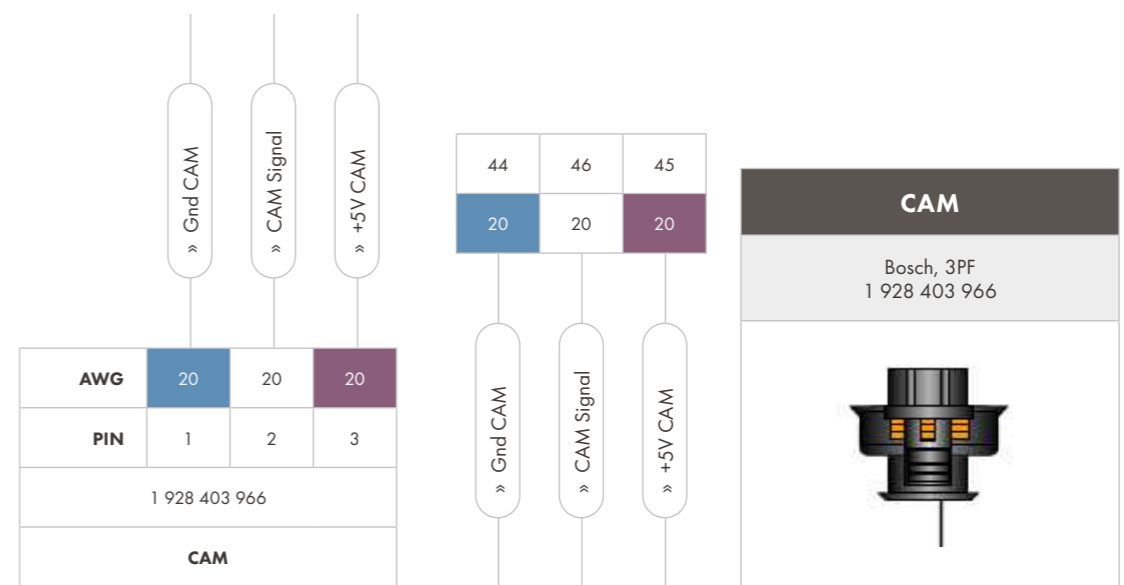 » Gnd CAM
» CAM Signal
» +5V CAM
AWG 20 20 20
PIN 1 2 3
1 928 403 966
CAM
44 46 45
20 20 20
» Gnd CAM
» CAM Signal
» +5V CAM
CAM
Bosch, 3PF
1 928 403 966